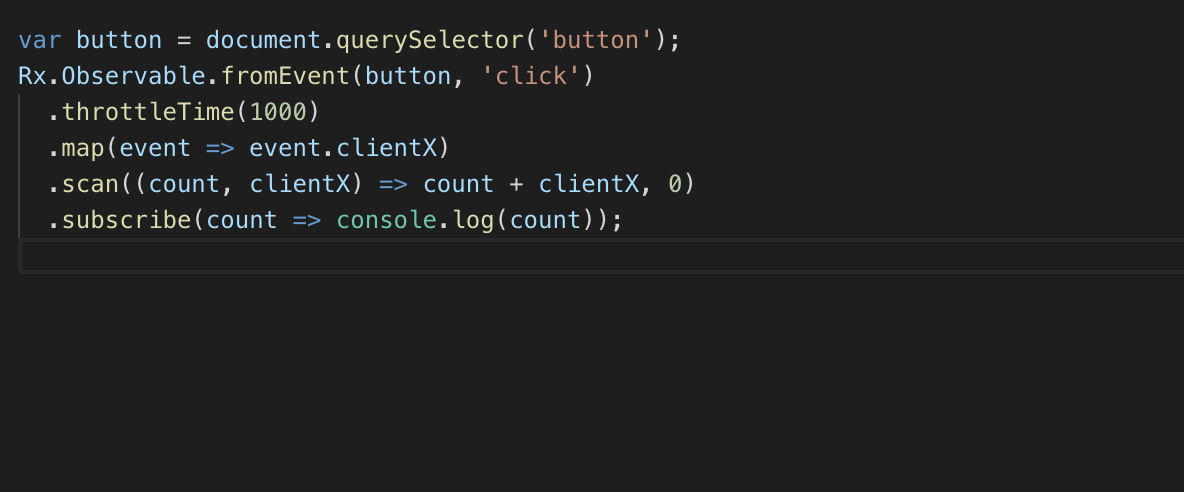 var button = document.querySelector('button');
Rx.Observable.fromEvent(button, 'click')
  .throttleTime(1000)
  .map(event => event.clientX)
  .scan((count, clientX) => count + clientX, 0)
  .subscribe(count => console.log(count));